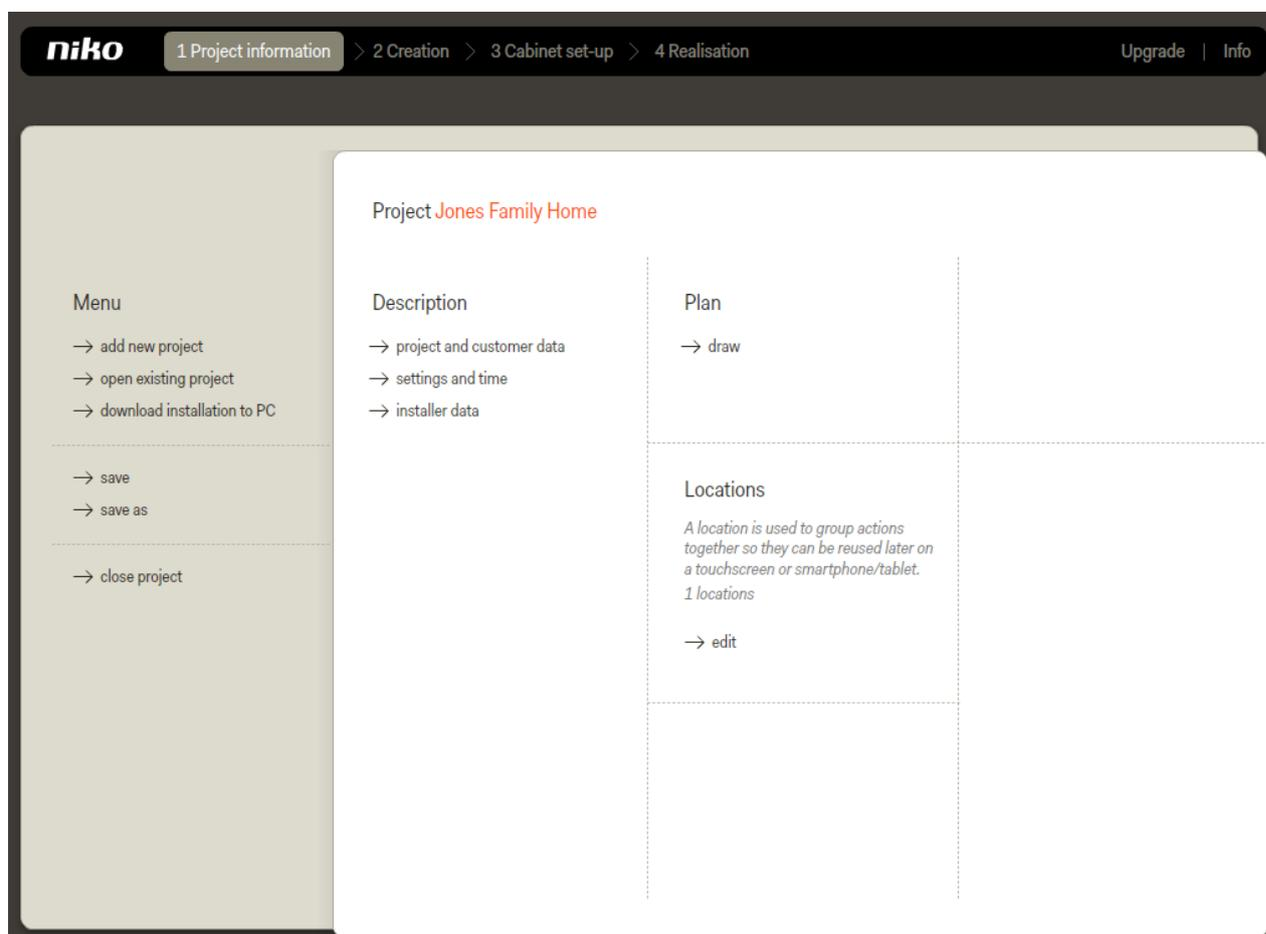 niko
1 Project information
2 Creation
3 Cabinet set-up
4 Realisation
Upgrade | Info
Project Jones Family Home
Menu
add new project
open existing project
download installation to PC
save
save as
close project
Description
project and customer data
settings and time
installer data
Plan
draw
Locations
A location is used to group actions
together so they can be reused later on
a touchscreen or smartphone/tablet.
1 locations
edit